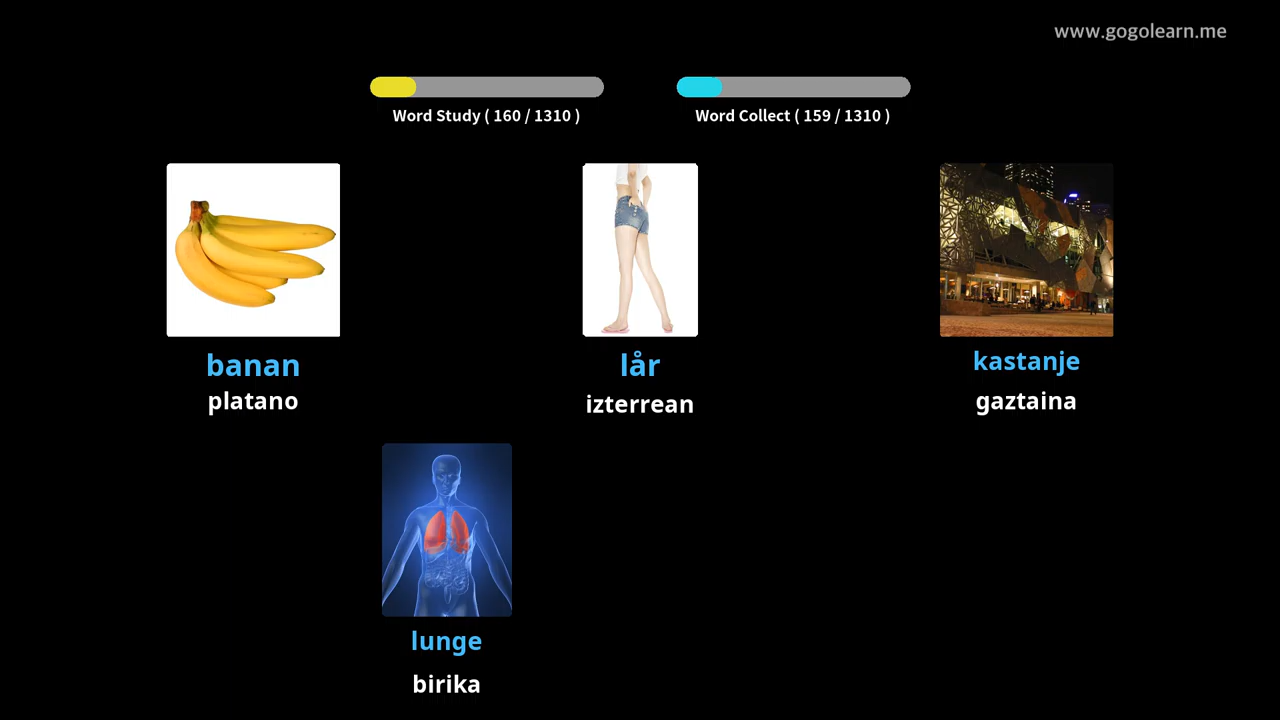 www.gogolearn.me
Word Study ( 160 / 1310 )
Word Collect ( 159 / 1310 )
banan
platano
lår
izterrean
kastanje
gaztaina
lunge
birika